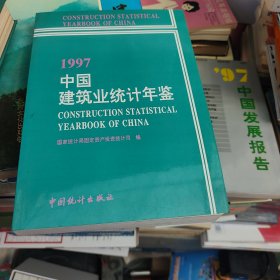 CONSTRUCTION STATISTICAL
YEARBOOK OF CHINA
1997
中国
建筑业统计年鉴
CONSTRUCTION STATISTICAL
YEARBOOK OF CHINA
国家统计局固定资产投资统计司 编
中国统计出版社
'97
中国发展报告